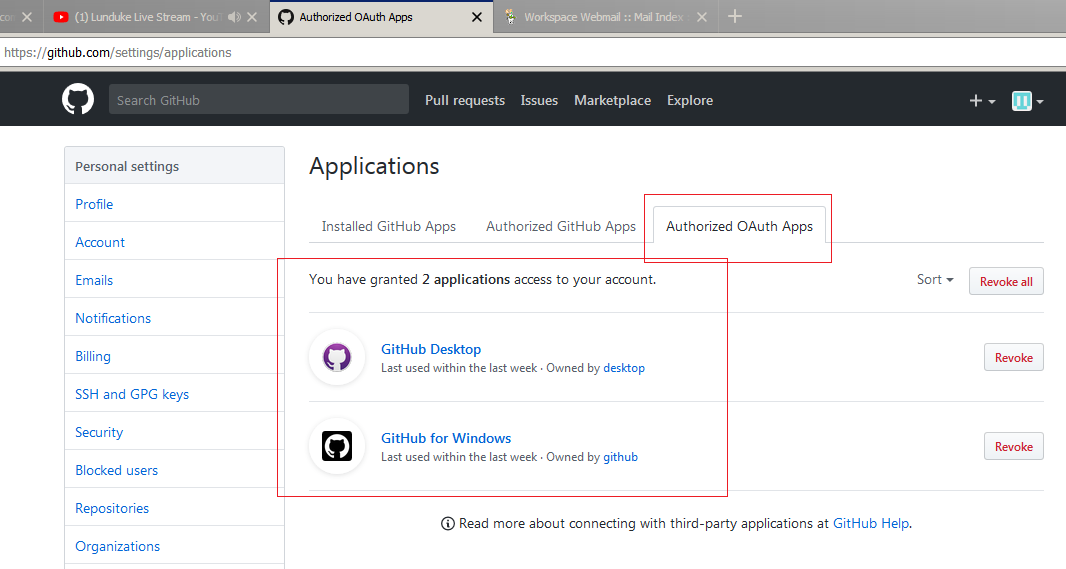 con
(1) Lunduke Live Stream - You
Authorized OAuth Apps
Workspace Webmail :: Mail Index
https://github.com/settings/applications
Search GitHub
Pull requests
Issues
Marketplace
Explore
Personal settings
Profile
Account
Emails
Notifications
Billing
SSH and GPG keys
Security
Blocked users
Repositories
Organizations
Applications
Installed GitHub Apps
Authorized GitHub Apps
Authorized OAuth Apps
You have granted 2 applications access to your account.
Sort
Revoke all
GitHub Desktop
Last used within the last week · Owned by desktop
Revoke
GitHub for Windows
Last used within the last week · Owned by github
Revoke
Read more about connecting with third-party applications at GitHub Help.